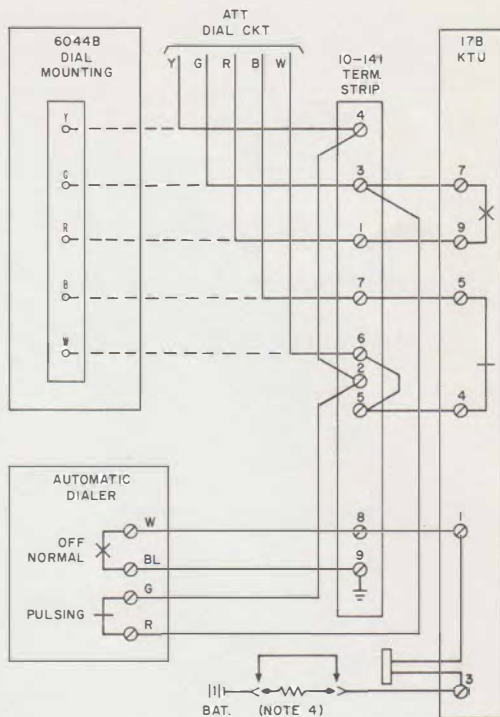 ATT
DIAL CKT
6044B
DIAL
MOUNTING
Y G R B W
10-141
TERM.
STRIP
17B
KTU
Y
G
R
B
W
4
3
1
7
6
2
5
8
9
7
9
5
4
1
3
AUTOMATIC
DIALER
OFF
NORMAL
PULSING
W
BL
G
R
BAT. (NOTE 4)